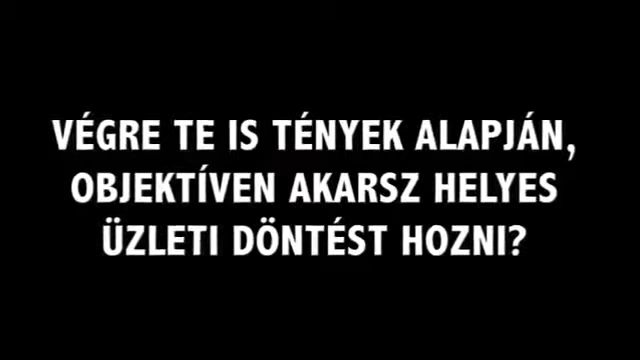 VÉGRE TE IS TÉNYEK ALAPJÁN,
OBJEKTÍVEN AKARSZ HELYES
ÜZLETI DÖNTÉST HOZNI?